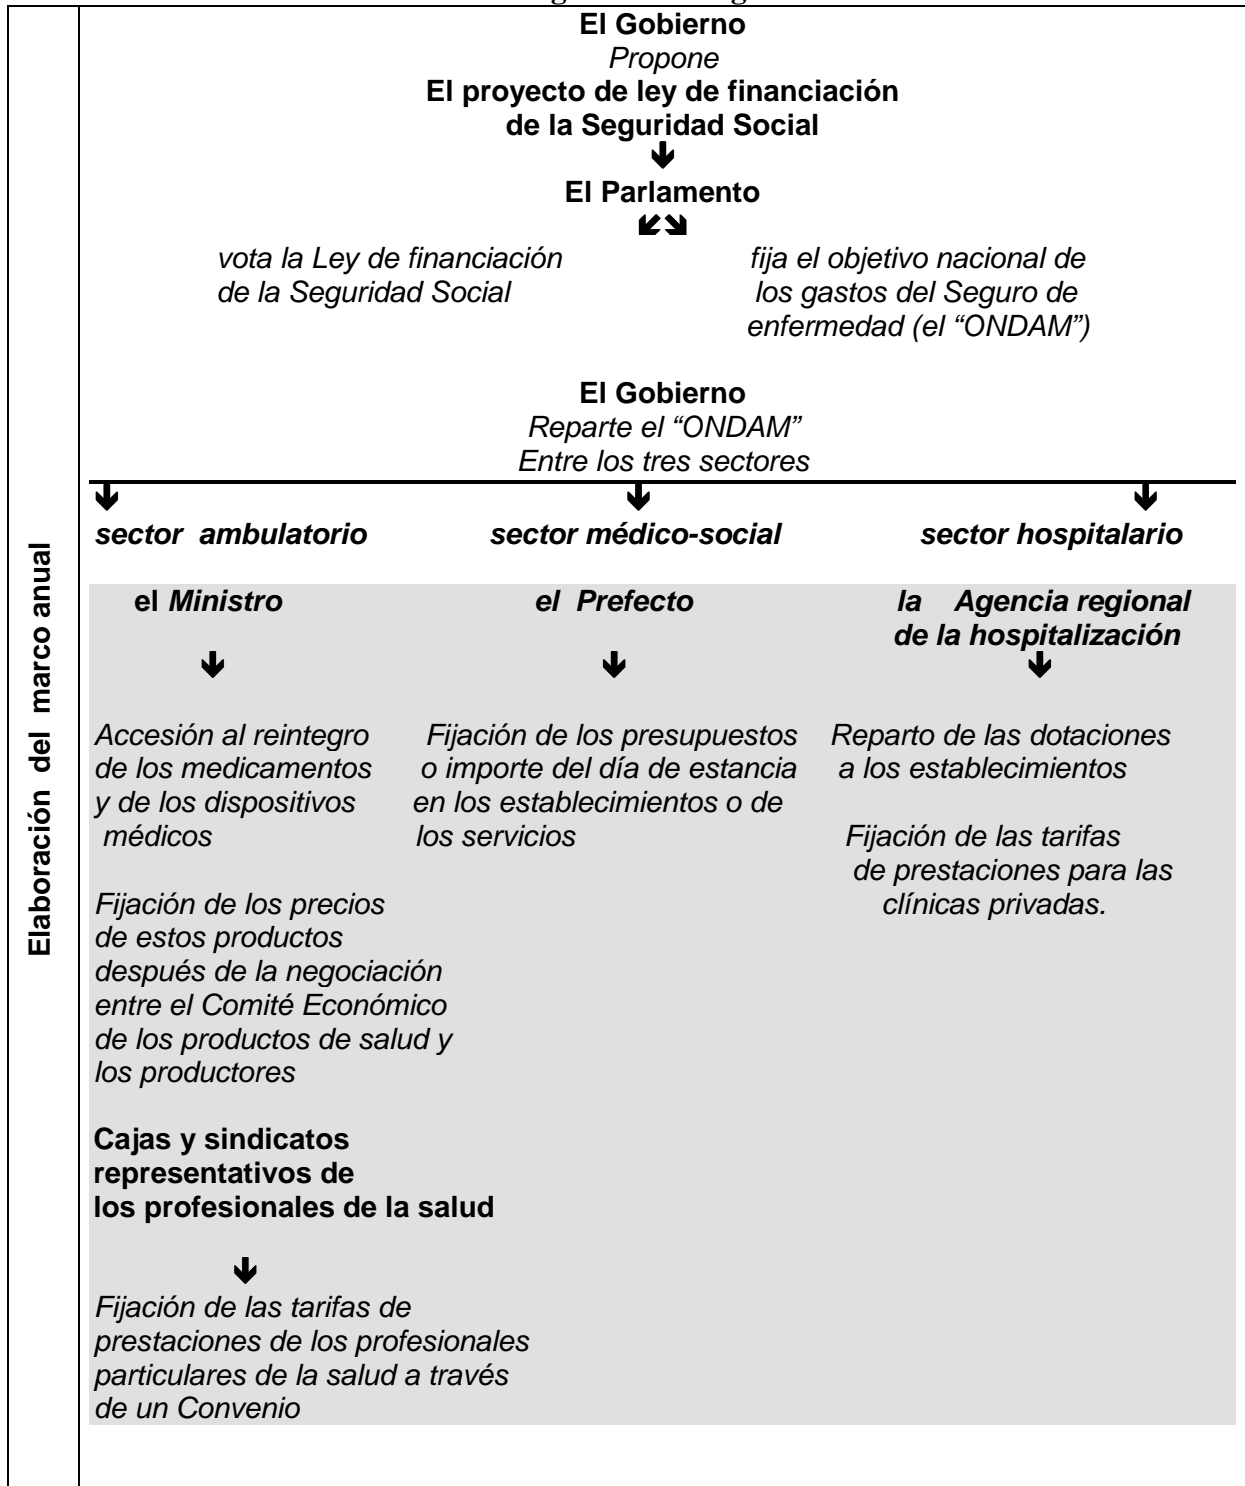 El Gobierno
Propone
El proyecto de ley de financiación
de la Seguridad Social
El Parlamento
vota la Ley de financiación
de la Seguridad Social
fija el objetivo nacional de
los gastos del Seguro de
enfermedad (el “ONDAM”)
El Gobierno
Reparte el “ONDAM”
Entre los tres sectores
sector ambulatorio
el Ministro
Accesión al reintegro
de los medicamentos
y de los dispositivos
médicos
Fijación de los precios
de estos productos
después de la negociación
entre el Comité Económico
de los productos de salud y
los productores
Cajas y sindicatos
representativos de
los profesionales de la salud
Fijación de las tarifas de
prestaciones de los profesionales
particulares de la salud a través
de un Convenio
sector médico-social
el Prefecto
Fijación de los presupuestos
o importe del día de estancia
en los establecimientos o de
los servicios
sector hospitalario
la Agencia regional
de la hospitalización
Reparto de las dotaciones
a los establecimientos
Fijación de las tarifas
de prestaciones para las
clínicas privadas.
Elaboración del marco anual